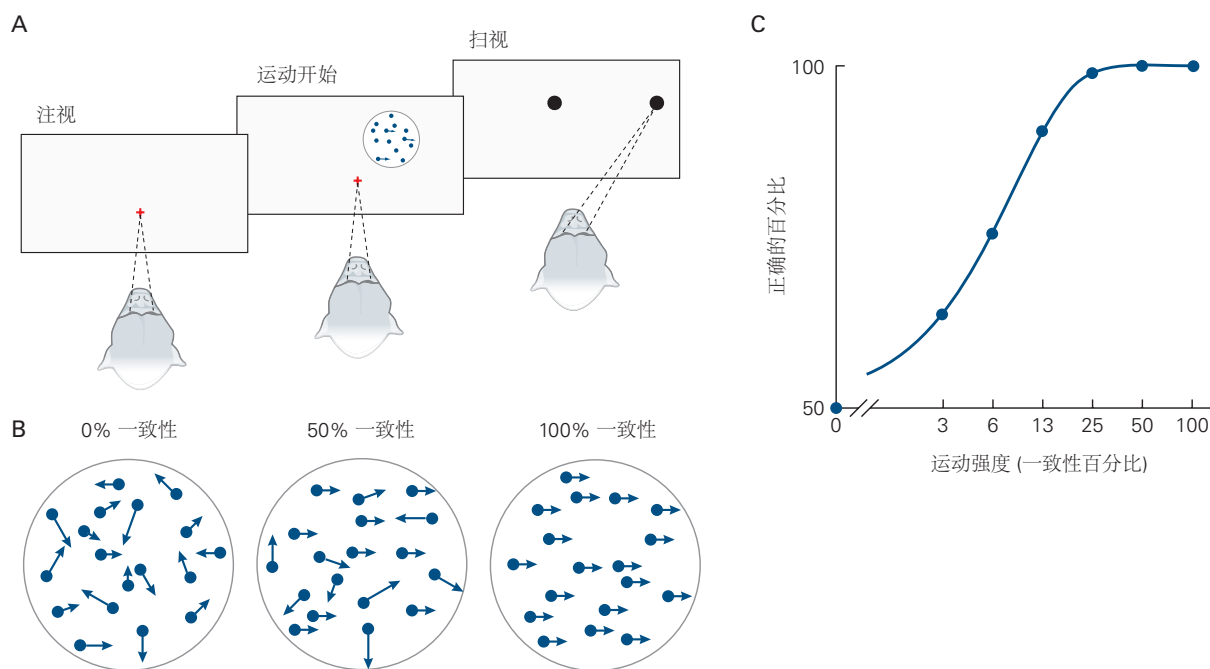 A
注视
运动开始
扫视
B
0% 一致性
50% 一致性
100% 一致性
C
正确的百分比
100
50
0
3
6
13
25
50
100
运动强度 (一致性百分比)